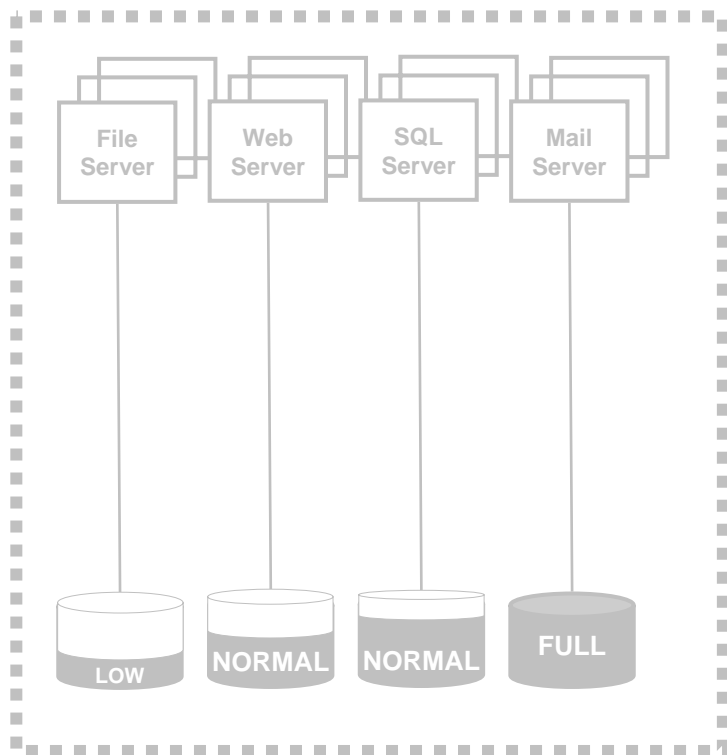 File
Server
Web
Server
SQL
Server
Mail
Server
LOW
NORMAL
NORMAL
FULL